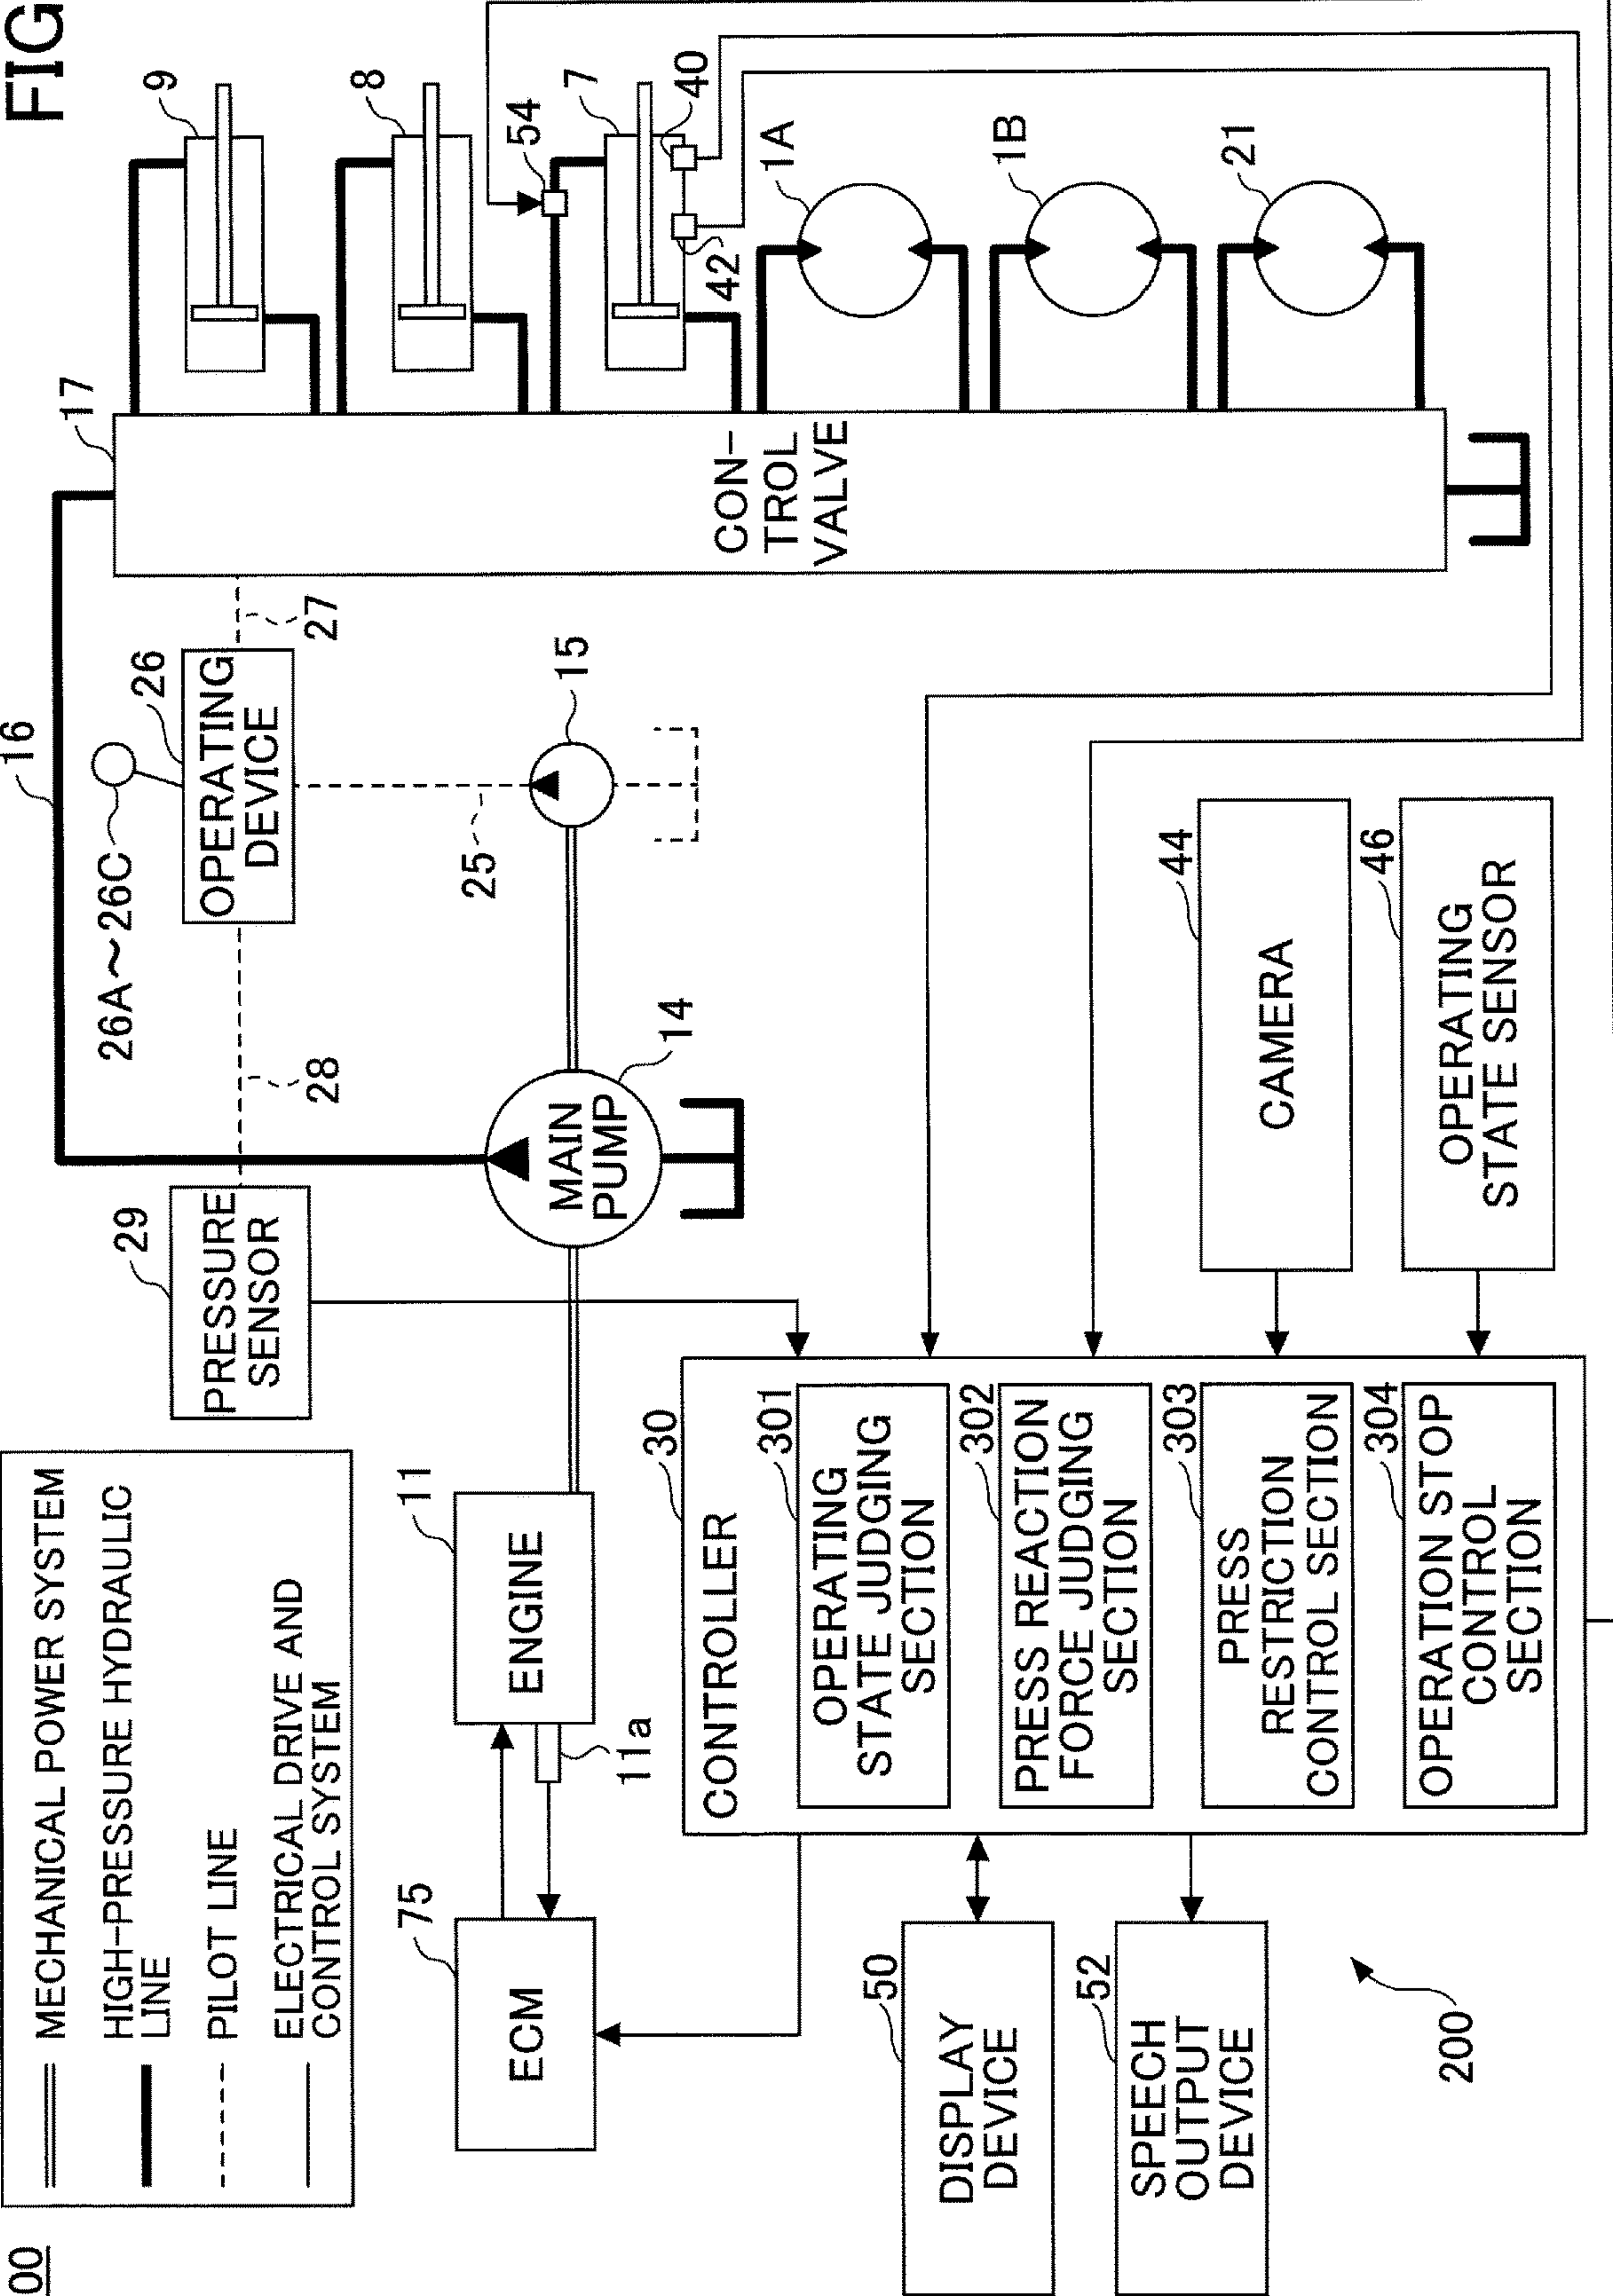 FIG
00
MECHANICAL POWER SYSTEM
HIGH-PRESSURE HYDRAULIC
LINE
PILOT LINE
ELECTRICAL DRIVE AND
CONTROL SYSTEM
16
17
9
8
7
54
40
42
1A
1B
21
CON-
TROL
VALVE
27
26
OPERATING
DEVICE
26A～26C
25
15
28
14
MAIN
PUMP
29
PRESSURE
SENSOR
11
ENGINE
11a
75
ECM
30
CONTROLLER
301
OPERATING
STATE JUDGING
SECTION
302
PRESS REACTION
FORCE JUDGING
SECTION
303
PRESS
RESTRICTION
CONTROL SECTION
304
OPERATION STOP
CONTROL
SECTION
44
CAMERA
46
OPERATING
STATE SENSOR
50
DISPLAY
DEVICE
52
SPEECH
OUTPUT
DEVICE
200